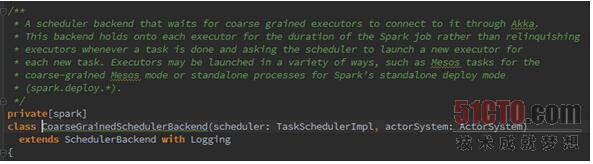 /**
* A scheduler backend that waits for coarse grained executors to connect to it through Akka.
* This backend holds onto each executor for the duration of the Spark job rather than relinquishing
* executors whenever a task is done and asking the scheduler to launch a new executor for
* each new task. Executors may be launched in a variety of ways, such as Mesos tasks for the
* coarse-grained Mesos mode or standalone processes for Spark's standalone deploy mode
* (spark.deploy.*).
*/
private[spark]
class CoarseGrainedSchedulerBackend(scheduler: TaskSchedulerImpl, actorSystem: ActorSystem)
extends SchedulerBackend with Logging
{
51CTO.com
技术成就梦想